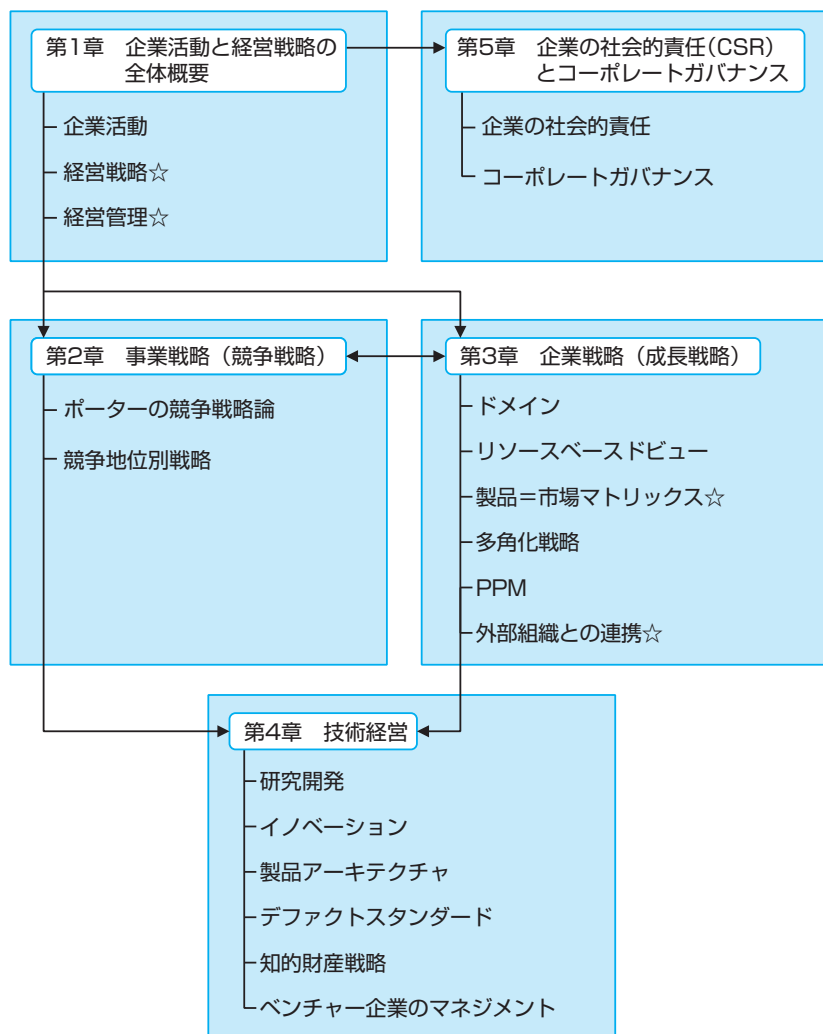 第1章 企業活動と経営戦略の
全体概要
企業活動
経営戦略☆
経営管理☆
第5章 企業の社会的責任(CSR)
とコーポレートガバナンス
企業の社会的責任
コーポレートガバナンス
第2章 事業戦略(競争戦略)
ポーターの競争戦略論
競争地位別戦略
第3章 企業戦略(成長戦略)
ドメイン
リソースベースドビュー
製品=市場マトリックス☆
多角化戦略
PPM
外部組織との連携☆
第4章 技術経営
研究開発
イノベーション
製品アーキテクチャ
デファクトスタンダード
知的財産戦略
ベンチャー企業のマネジメント